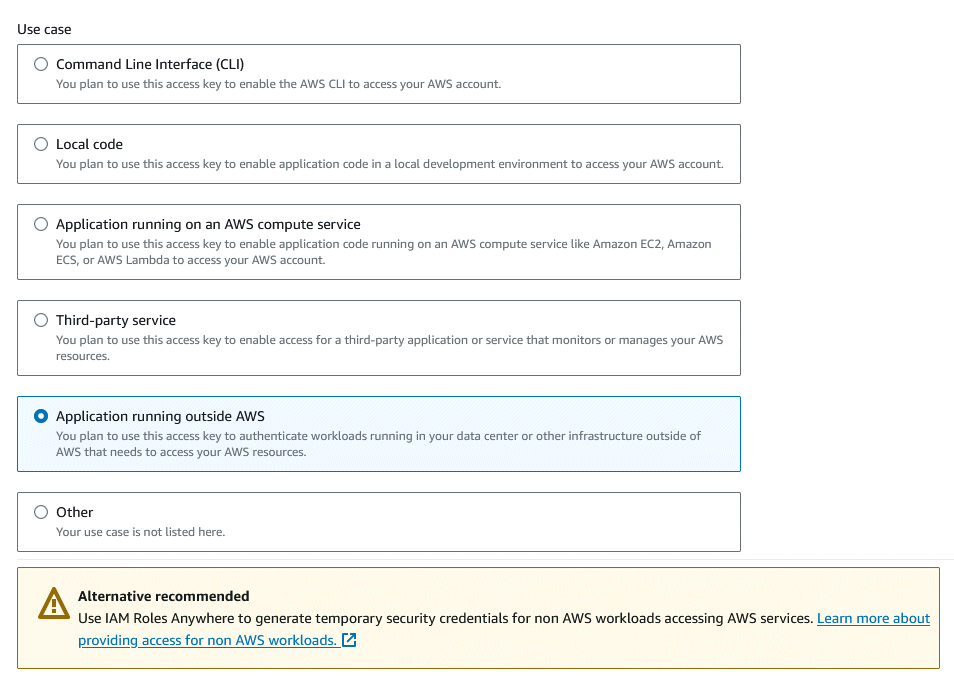 Use case
Command Line Interface (CLI)
You plan to use this access key to enable the AWS CLI to access your AWS account.
Local code
You plan to use this access key to enable application code in a local development environment to access your AWS account.
Application running on an AWS compute service
You plan to use this access key to enable application code running on an AWS compute service like Amazon EC2, Amazon
ECS, or AWS Lambda to access your AWS account.
Third-party service
You plan to use this access key to enable access for a third-party application or service that monitors or manages your AWS
resources.
Application running outside AWS
You plan to use this access key to authenticate workloads running in your data center or other infrastructure outside of
AWS that needs to access your AWS resources.
Other
Your use case is not listed here.
Alternative recommended
Use IAM Roles Anywhere to generate temporary security credentials for non AWS workloads accessing AWS services. Learn more about
providing access for non AWS workloads.